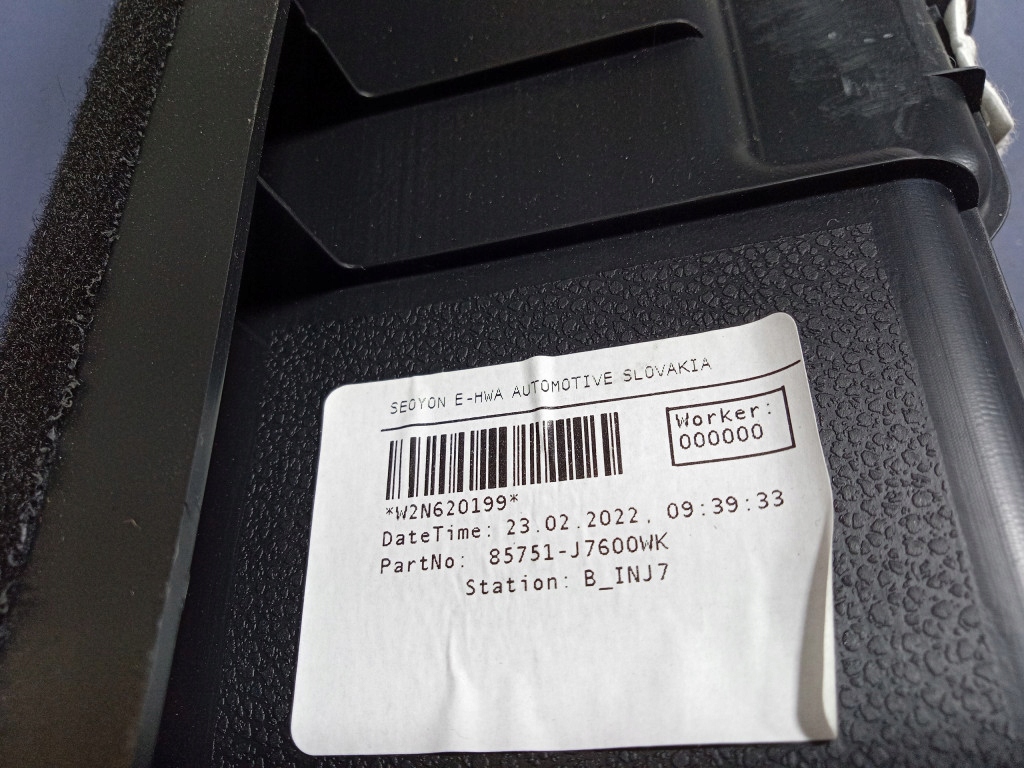 SEOYON E-HWA AUTOMOTIVE SLOVAKIA
Worker:
000000
*W2N620199*
DateTime: 23.02.2022, 09:39:33
PartNo: 85751-J7600WK
Station: B_INJ7